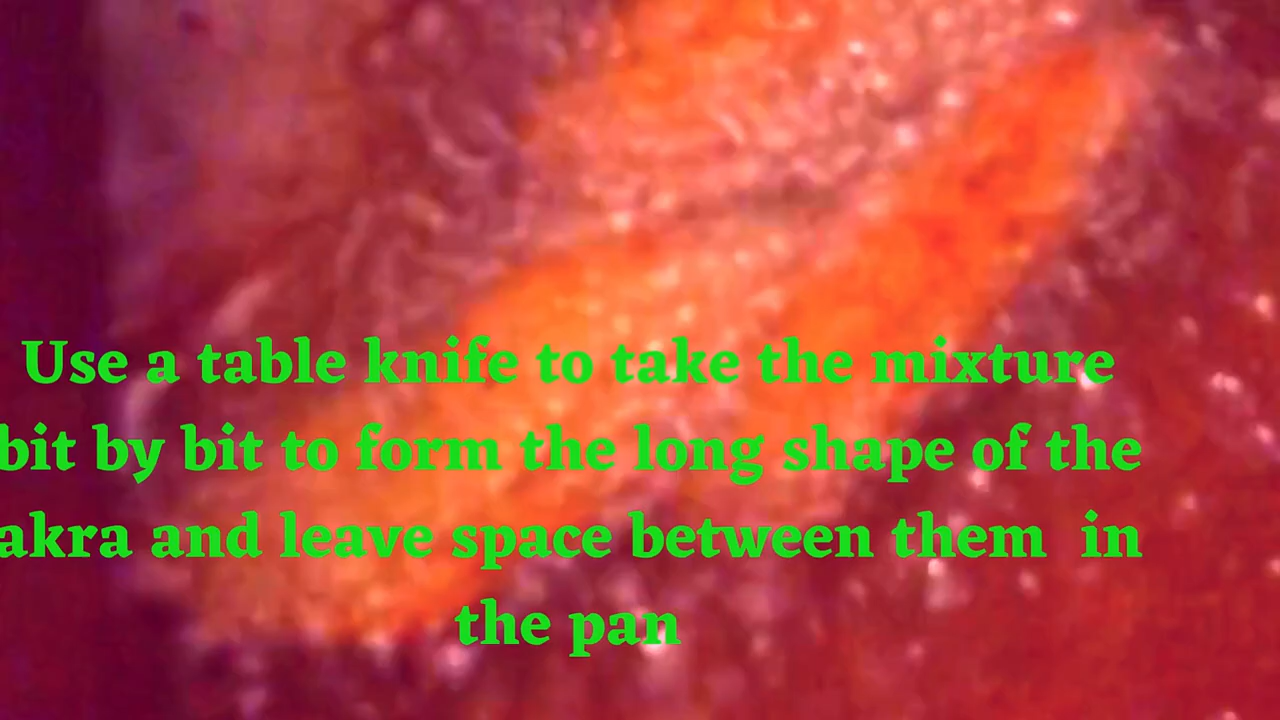 Use a table knife to take the mixture
bit by bit to form the long shape of the
akra and leave space between them in
the pan